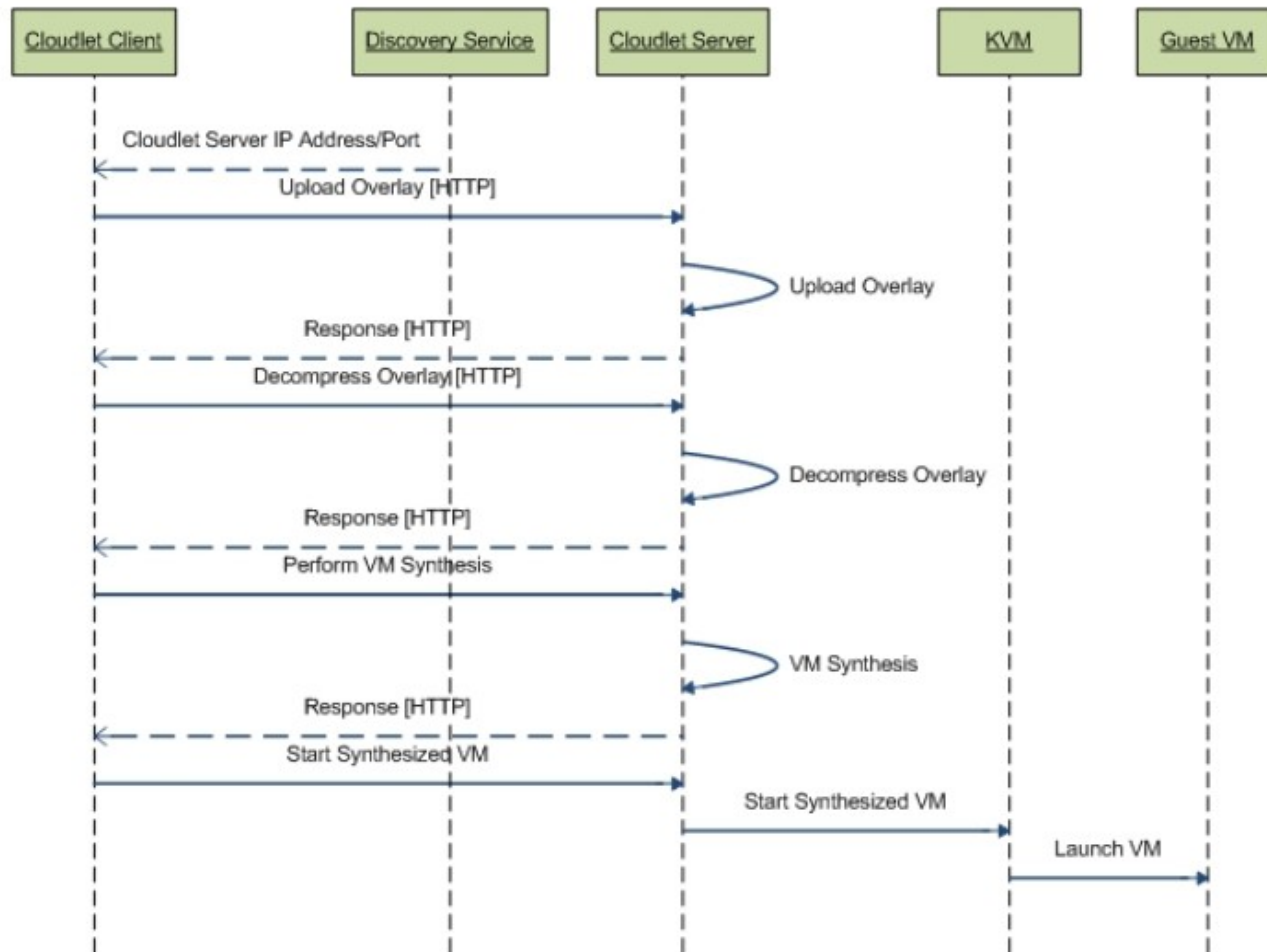 Cloudlet Client
Discovery Service
Cloudlet Server
KVM
Guest VM
Cloudlet Server IP Address/Port
Upload Overlay [HTTP]
Upload Overlay
Response [HTTP]
Decompress Overlay [HTTP]
Decompress Overlay
Response [HTTP]
Perform VM Synthesis
VM Synthesis
Response [HTTP]
Start Synthesized VM
Start Synthesized VM
Launch VM